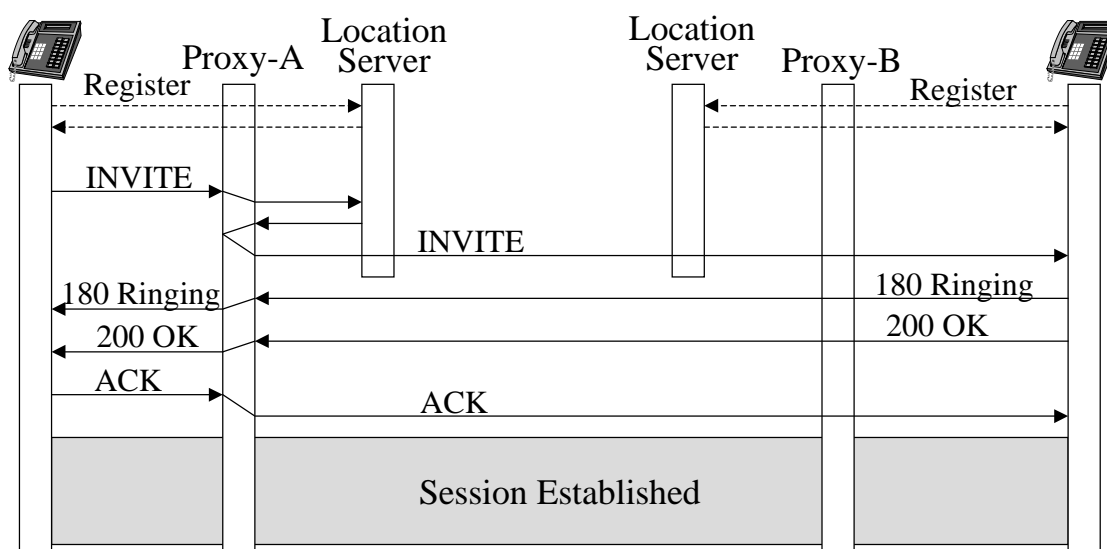 Location
Server
Location
Server
Proxy-A
Proxy-B
Register
Register
INVITE
INVITE
180 Ringing
180 Ringing
200 OK
200 OK
ACK
ACK
Session Established